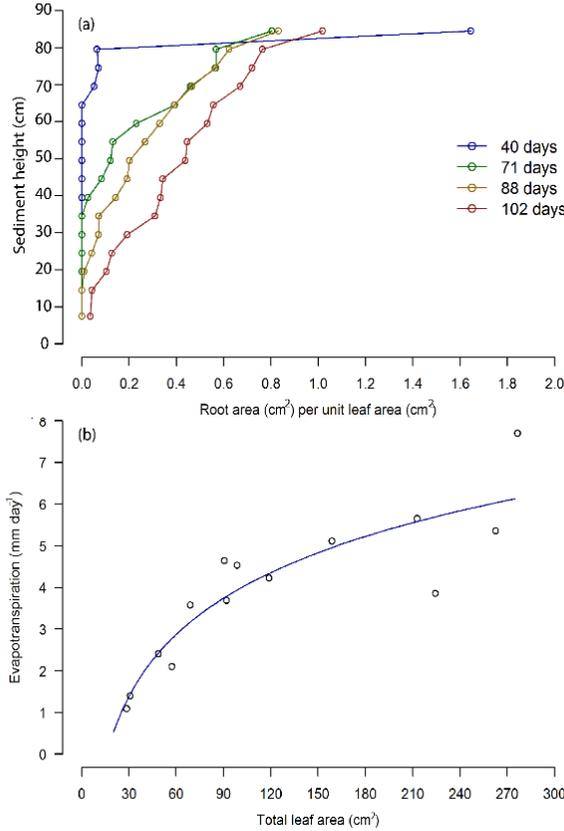 90
(a)
80
70
60
50
40
30
20
10
0
Sediment height (cm)
40 days
71 days
88 days
102 days
0.0 0.2 0.4 0.6 0.8 1.0 1.2 1.4 1.6 1.8 2.0
Root area (cm²) per unit leaf area (cm²)
8
(b)
7
6
5
4
3
2
1
0
Evapotranspiration (mm day¹)
0 30 60 90 120 150 180 210 240 270 300
Total leaf area (cm²)